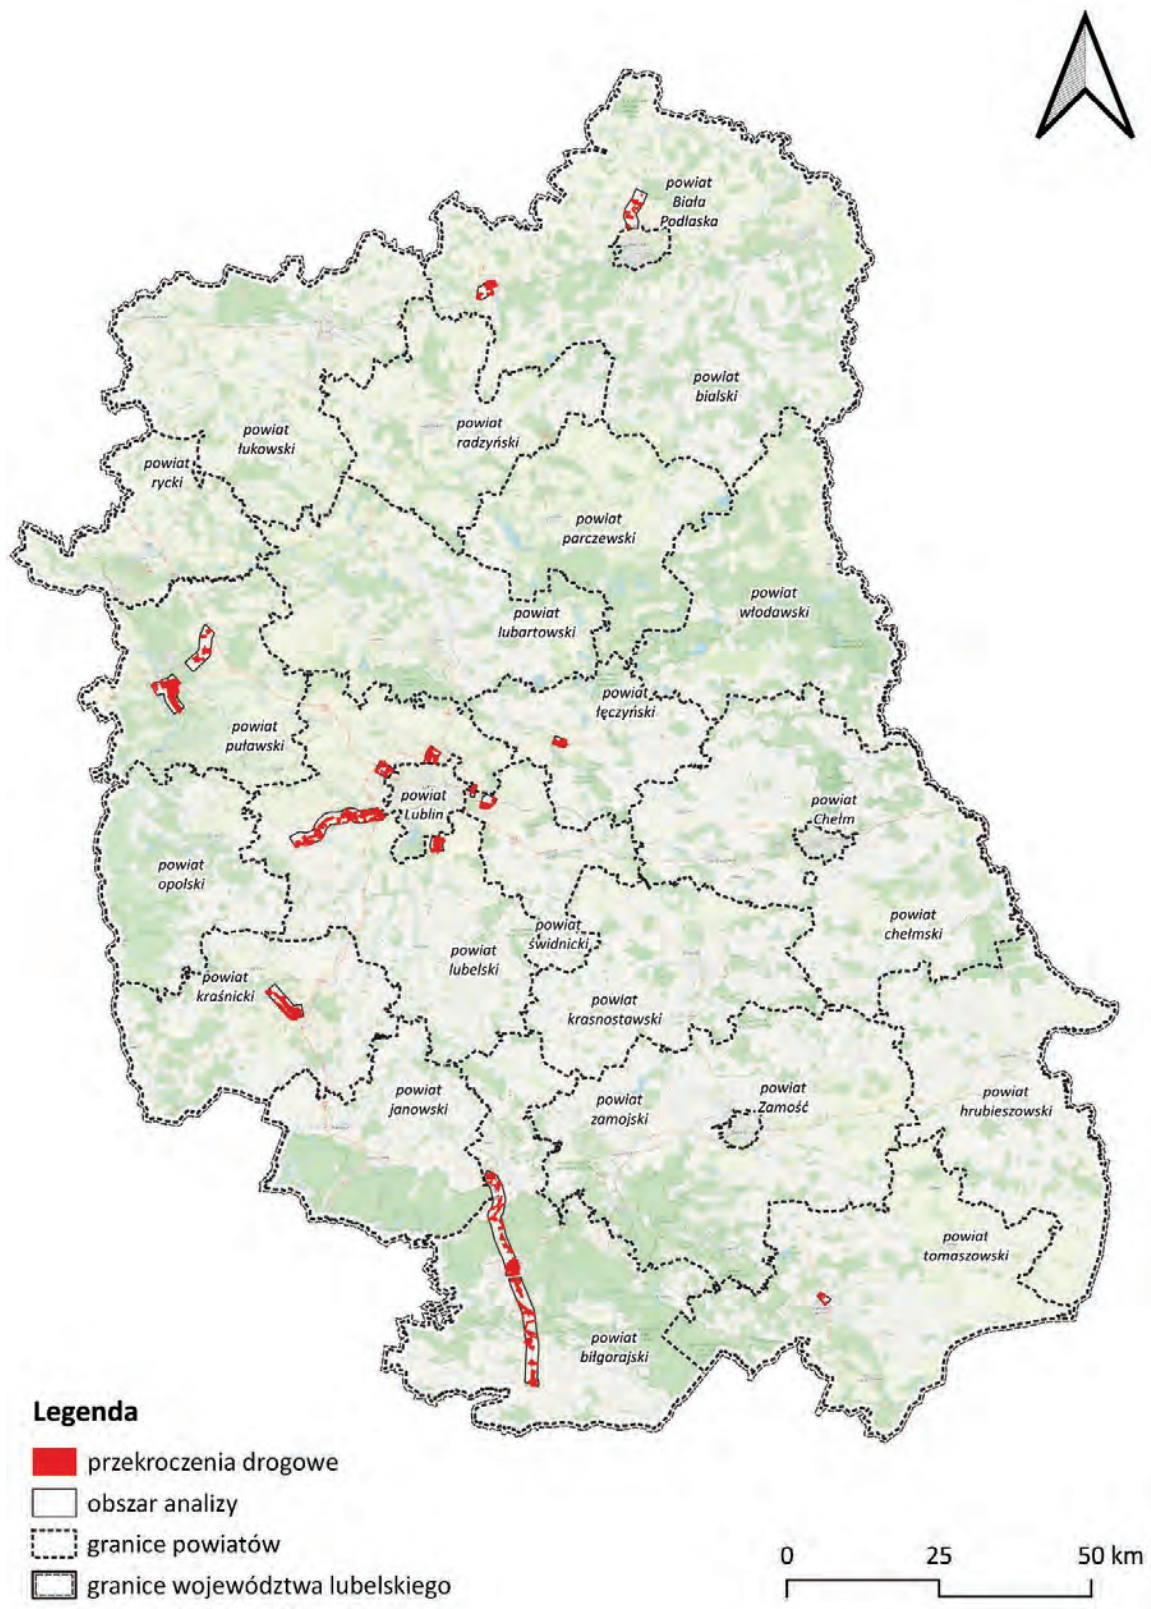 powiat
Biała
Podlaska
powiat
bialski
powiat
radzyński
powiat
łukowski
powiat
rycki
powiat
parczewski
powiat
włodawski
powiat
lubartowski
powiat
łęczyński
powiat
puławski
powiat
Lublin
powiat
Chełm
powiat
opolski
powiat
chełmski
powiat
świdnicki
powiat
lubelski
powiat
kraśnicki
powiat
krasnostawski
powiat
janowski
powiat
zamojski
powiat
Zamość
powiat
hrubieszowski
powiat
tomaszowski
powiat
biłgorajski
Legenda
przekroczenia drogowe
obszar analizy
granice powiatów
granice województwa lubelskiego
0 25 50 km